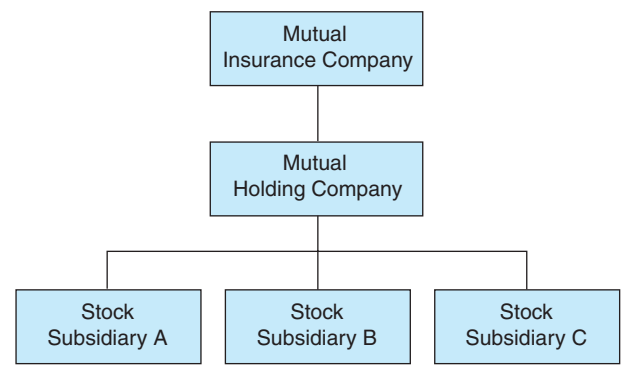 Mutual
Insurance Company
Mutual
Holding Company
Stock
Subsidiary A
Stock
Subsidiary B
Stock
Subsidiary C